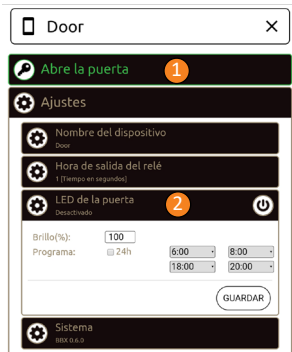 Door
Abre la puerta
1
Ajustes
Nombre del dispositivo
Door
Hora de salida del relé
1 [Tiempo en segundos]
LED de la puerta
2
Desactivado
Brillo(%): 100
Programa: 24h 6:00 8:00
18:00 20:00
GUARDAR
Sistema
BBX 0.6.0